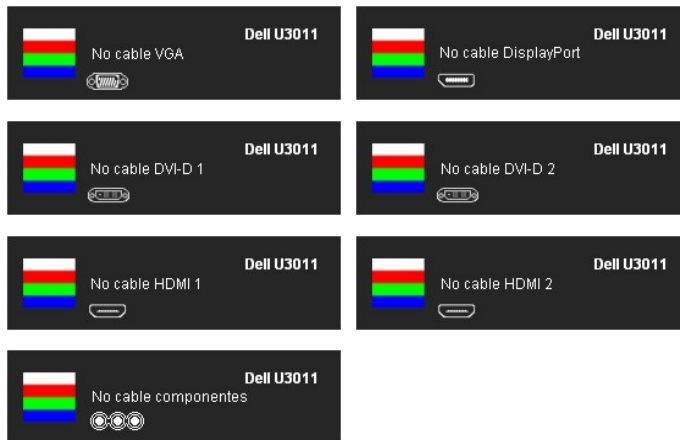 Dell U3011
No cable VGA
Dell U3011
No cable DisplayPort
Dell U3011
No cable DVI-D 1
Dell U3011
No cable DVI-D 2
Dell U3011
No cable HDMI 1
Dell U3011
No cable HDMI 2
Dell U3011
No cable componentes